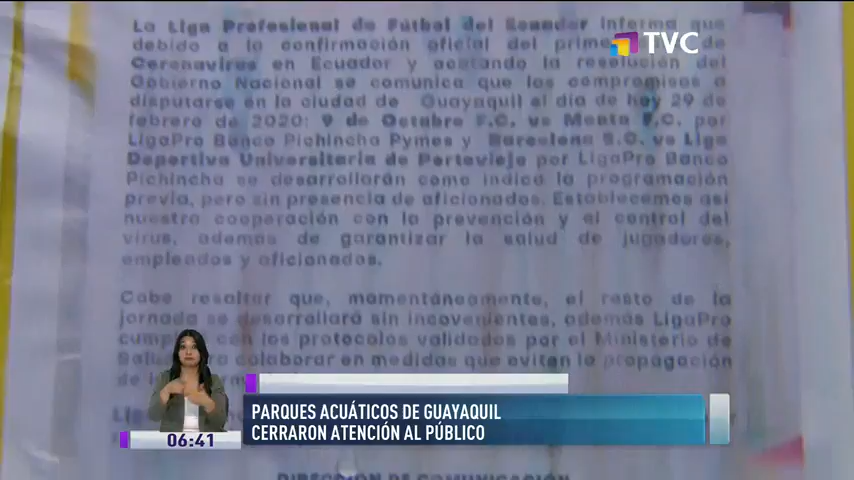 La Liga Profesional de Fútbol del Ecuador informa que
debido a la confirmación oficial del prime de
Coronavirus en Ecuador y acatando la resolución del
Gobierno Nacional se comunica que los compromisos a
disputarse en la ciudad de Guayaquil el día de hoy 29 de
febrero de 2020: 9 de Octubre F.C. vs Manta F.C. por
LigaPro Banco Pichincha Pymes y Barcelona S.C. vs Liga
Deportiva Universitaria de Portoviejo por LigaPro Banco
Pichincha se desarrollarán como indica la programación
previa, pero sin presencia de aficionados. Establecemos así
nuestra cooperación con la prevención y el control del
virus, además de garantizar la salud de jugadores,
empleados y aficionados.
Cabe resaltar que, momentáneamente, el resto de la
jornada se desarrollará sin incovenientes, además LigaPro
con los protocolos validados por el Ministerio de
colaborar en medidas que eviten la propagación
de
DIRECCIÓN DE COMUNICACIÓN
TVC
PARQUES ACUÁTICOS DE GUAYAQUIL
CERRARON ATENCIÓN AL PÚBLICO
06:41